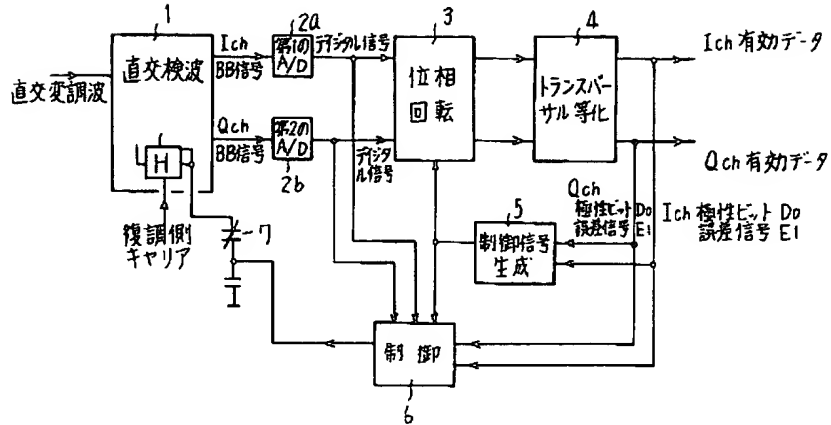 1
2a
3
4
Ich
BB信号
第1の
A/D
ディジタル信号
Ich 有効データ
直交変調波
直交検波
位相
回転
トランスバー
サル等化
Qch
BB信号
第2の
A/D
ディジタ
ル信号
Qch 有効データ
2b
H
復調側
キャリア
7
5
制御信号
生成
Qch
極性ビット D0
誤差信号 E1
Ich 極性ビット D0
誤差信号 E1
制御
6